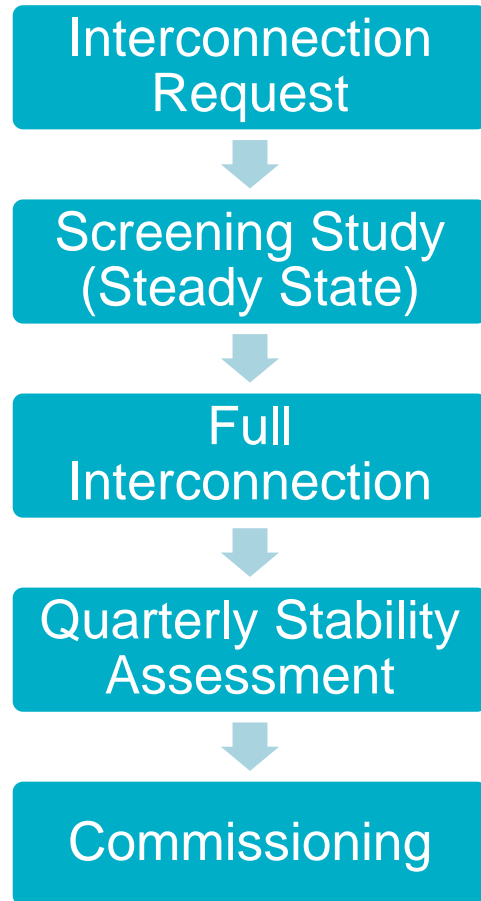 Interconnection
Request
Screening Study
(Steady State)
Full
Interconnection
Quarterly Stability
Assessment
Commissioning